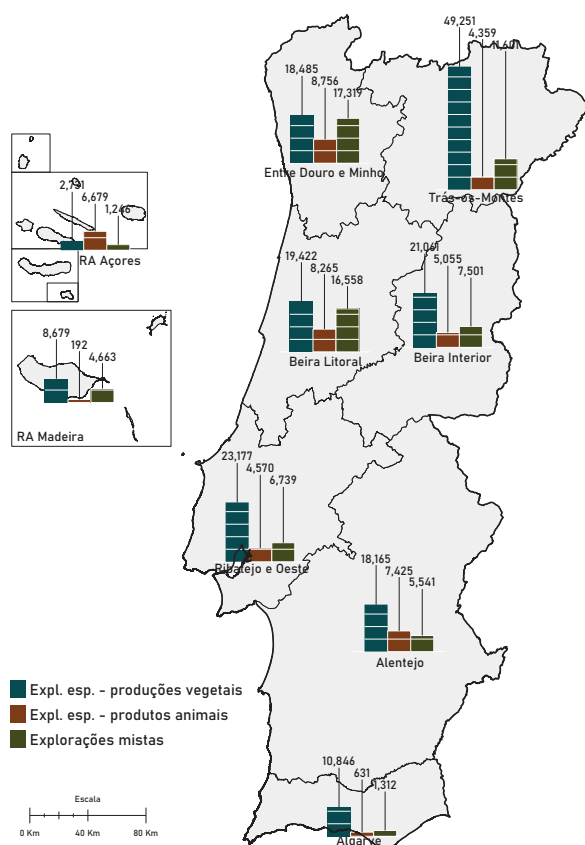 49,251
4,359
11,601
18,485
8,756
17,319
Entre Douro e Minho
Trás-os-Montes
2,731
6,679
1,246
RA Açores
19,422
8,265
16,558
Beira Litoral
21,061
5,055
7,501
Beira Interior
8,679
192
4,663
RA Madeira
23,177
4,570
6,739
Ribatejo e Oeste
18,165
7,425
5,541
Alentejo
Expl. esp. - produções vegetais
Expl. esp. - produtos animais
Explorações mistas
10,846
631
1,312
Algarve
Escala
0 Km 40 Km 80 Km